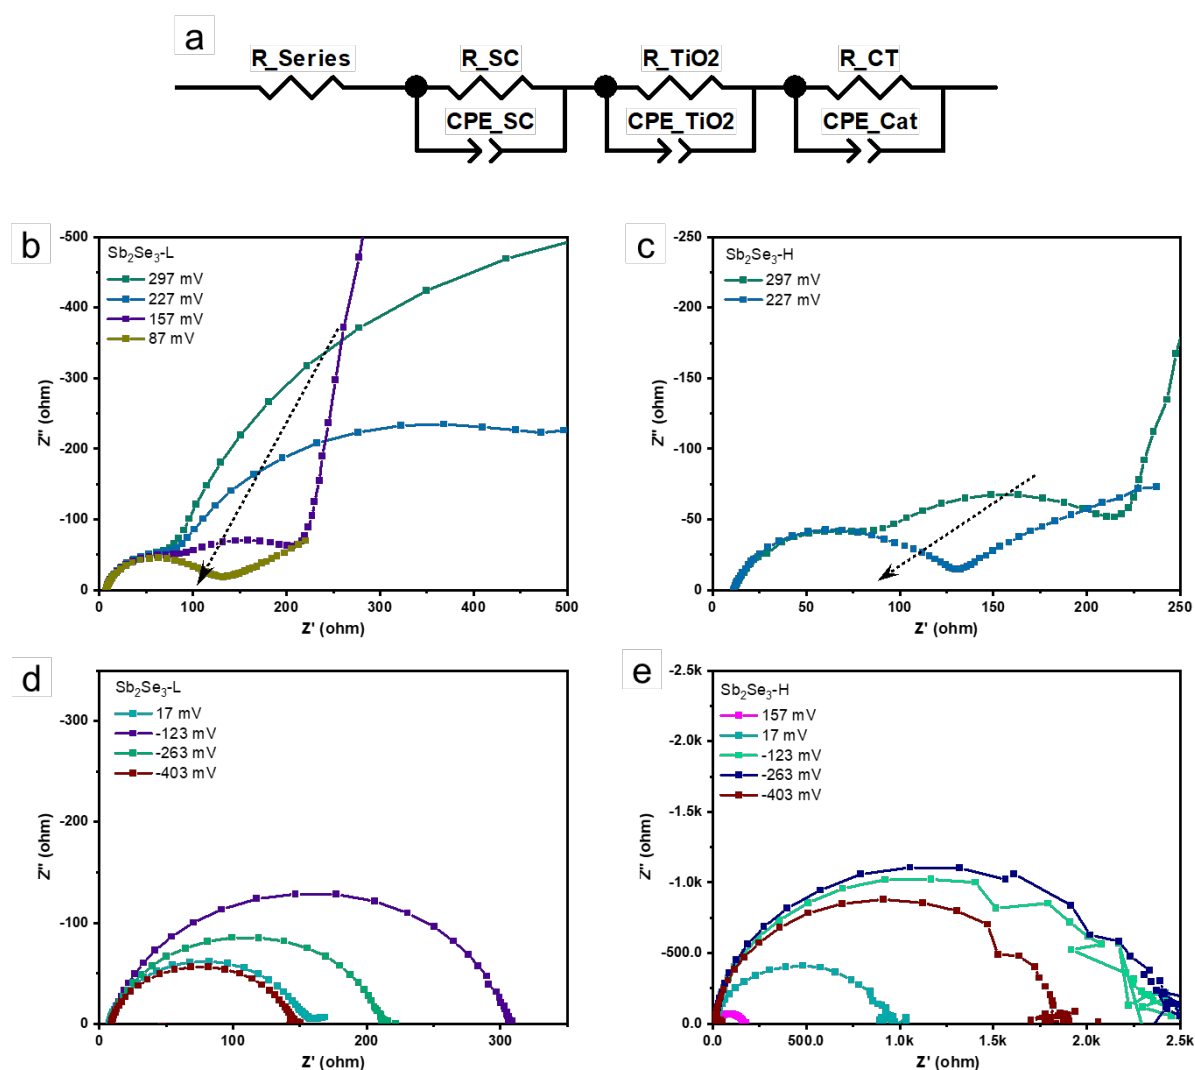 a
R_Series
R_SC
R_TiO2
R_CT
CPE_SC
CPE_TiO2
CPE_Cat
b
Sb₂Se₃-L
297 mV
227 mV
157 mV
87 mV
-500
-400
-300
-200
-100
0
Z" (ohm)
0 100 200 300 400 500
Z' (ohm)
c
Sb₂Se₃-H
297 mV
227 mV
-250
-200
-150
-100
-50
0
Z" (ohm)
0 50 100 150 200 250
Z' (ohm)
d
Sb₂Se₃-L
17 mV
-123 mV
-263 mV
-403 mV
-300
-200
-100
0
Z" (ohm)
0 100 200 300
Z' (ohm)
e
Sb₂Se₃-H
157 mV
17 mV
-123 mV
-263 mV
-403 mV
-2.5k
-2.0k
-1.5k
-1.0k
-500.0
0.0
Z" (ohm)
0.0 500.0 1.0k 1.5k 2.0k 2.5k
Z' (ohm)